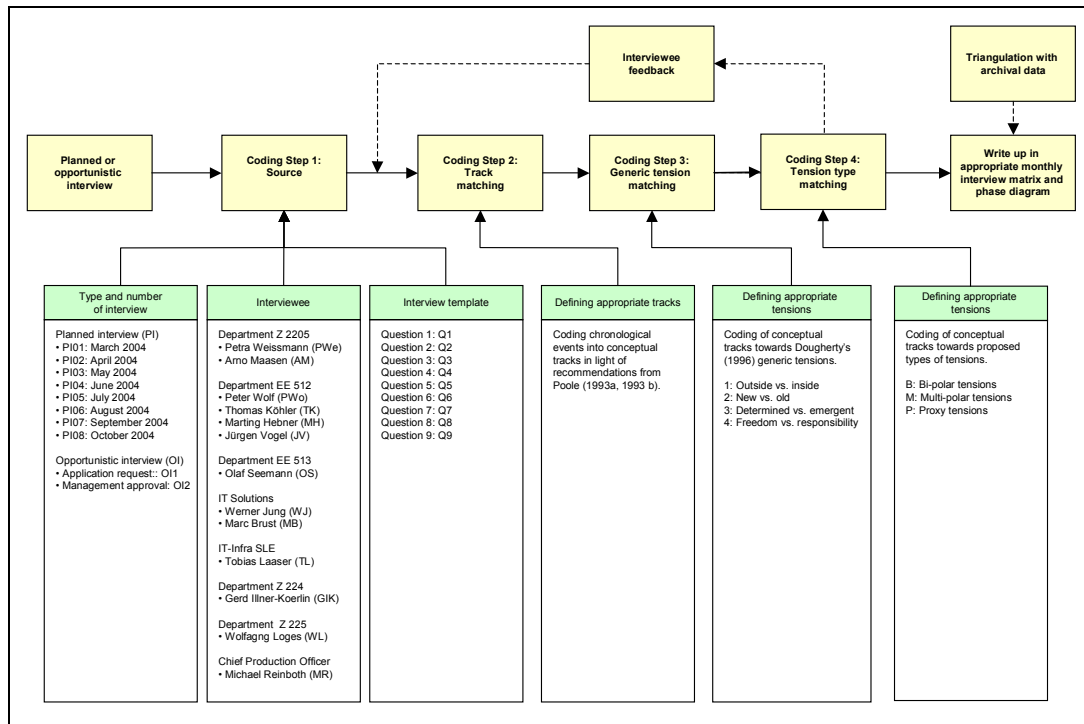 Interviewee
feedback
Triangulation with
archival data
Planned or
opportunistic
interview
Coding Step 1:
Source
Coding Step 2:
Track
matching
Coding Step 3:
Generic tension
matching
Coding Step 4:
Tension type
matching
Write up in
appropriate monthly
interview matrix and
phase diagram
Type and number
of interview
Planned interview (PI)
• PI01: March 2004
• PI02: April 2004
• PI03: May 2004
• PI04: June 2004
• PI05: July 2004
• PI06: August 2004
• PI07: September 2004
• PI08: October 2004
Opportunistic interview (OI)
• Application request:: OI1
• Management approval: OI2
Interviewee
Department Z 2205
• Petra Weissmann (PWe)
• Arno Maasen (AM)
Department EE 512
• Peter Wolf (PWo)
• Thomas Köhler (TK)
• Marting Hebner (MH)
• Jürgen Vogel (JV)
Department EE 513
• Olaf Seemann (OS)
IT Solutions
• Werner Jung (WJ)
• Marc Brust (MB)
IT-Infra SLE
• Tobias Laaser (TL)
Department Z 224
• Gerd Illner-Koerlin (GIK)
Department Z 225
• Wolfagng Loges (WL)
Chief Production Officer
• Michael Reinboth (MR)
Interview template
Question 1: Q1
Question 2: Q2
Question 3: Q3
Question 4: Q4
Question 5: Q5
Question 6: Q6
Question 7: Q7
Question 8: Q8
Question 9: Q9
Defining appropriate tracks
Coding chronological
events into conceptual
tracks in light of
recommendations from
Poole (1993a, 1993 b).
Defining appropriate
tensions
Coding of conceptual
tracks towards Dougherty's
(1996) generic tensions.
1: Outside vs. inside
2: New vs. old
3: Determined vs. emergent
4: Freedom vs. responsibility
Defining appropriate
tensions
Coding of conceptual
tracks towards proposed
types of tensions.
B: Bi-polar tensions
M: Multi-polar tensions
P: Proxy tensions